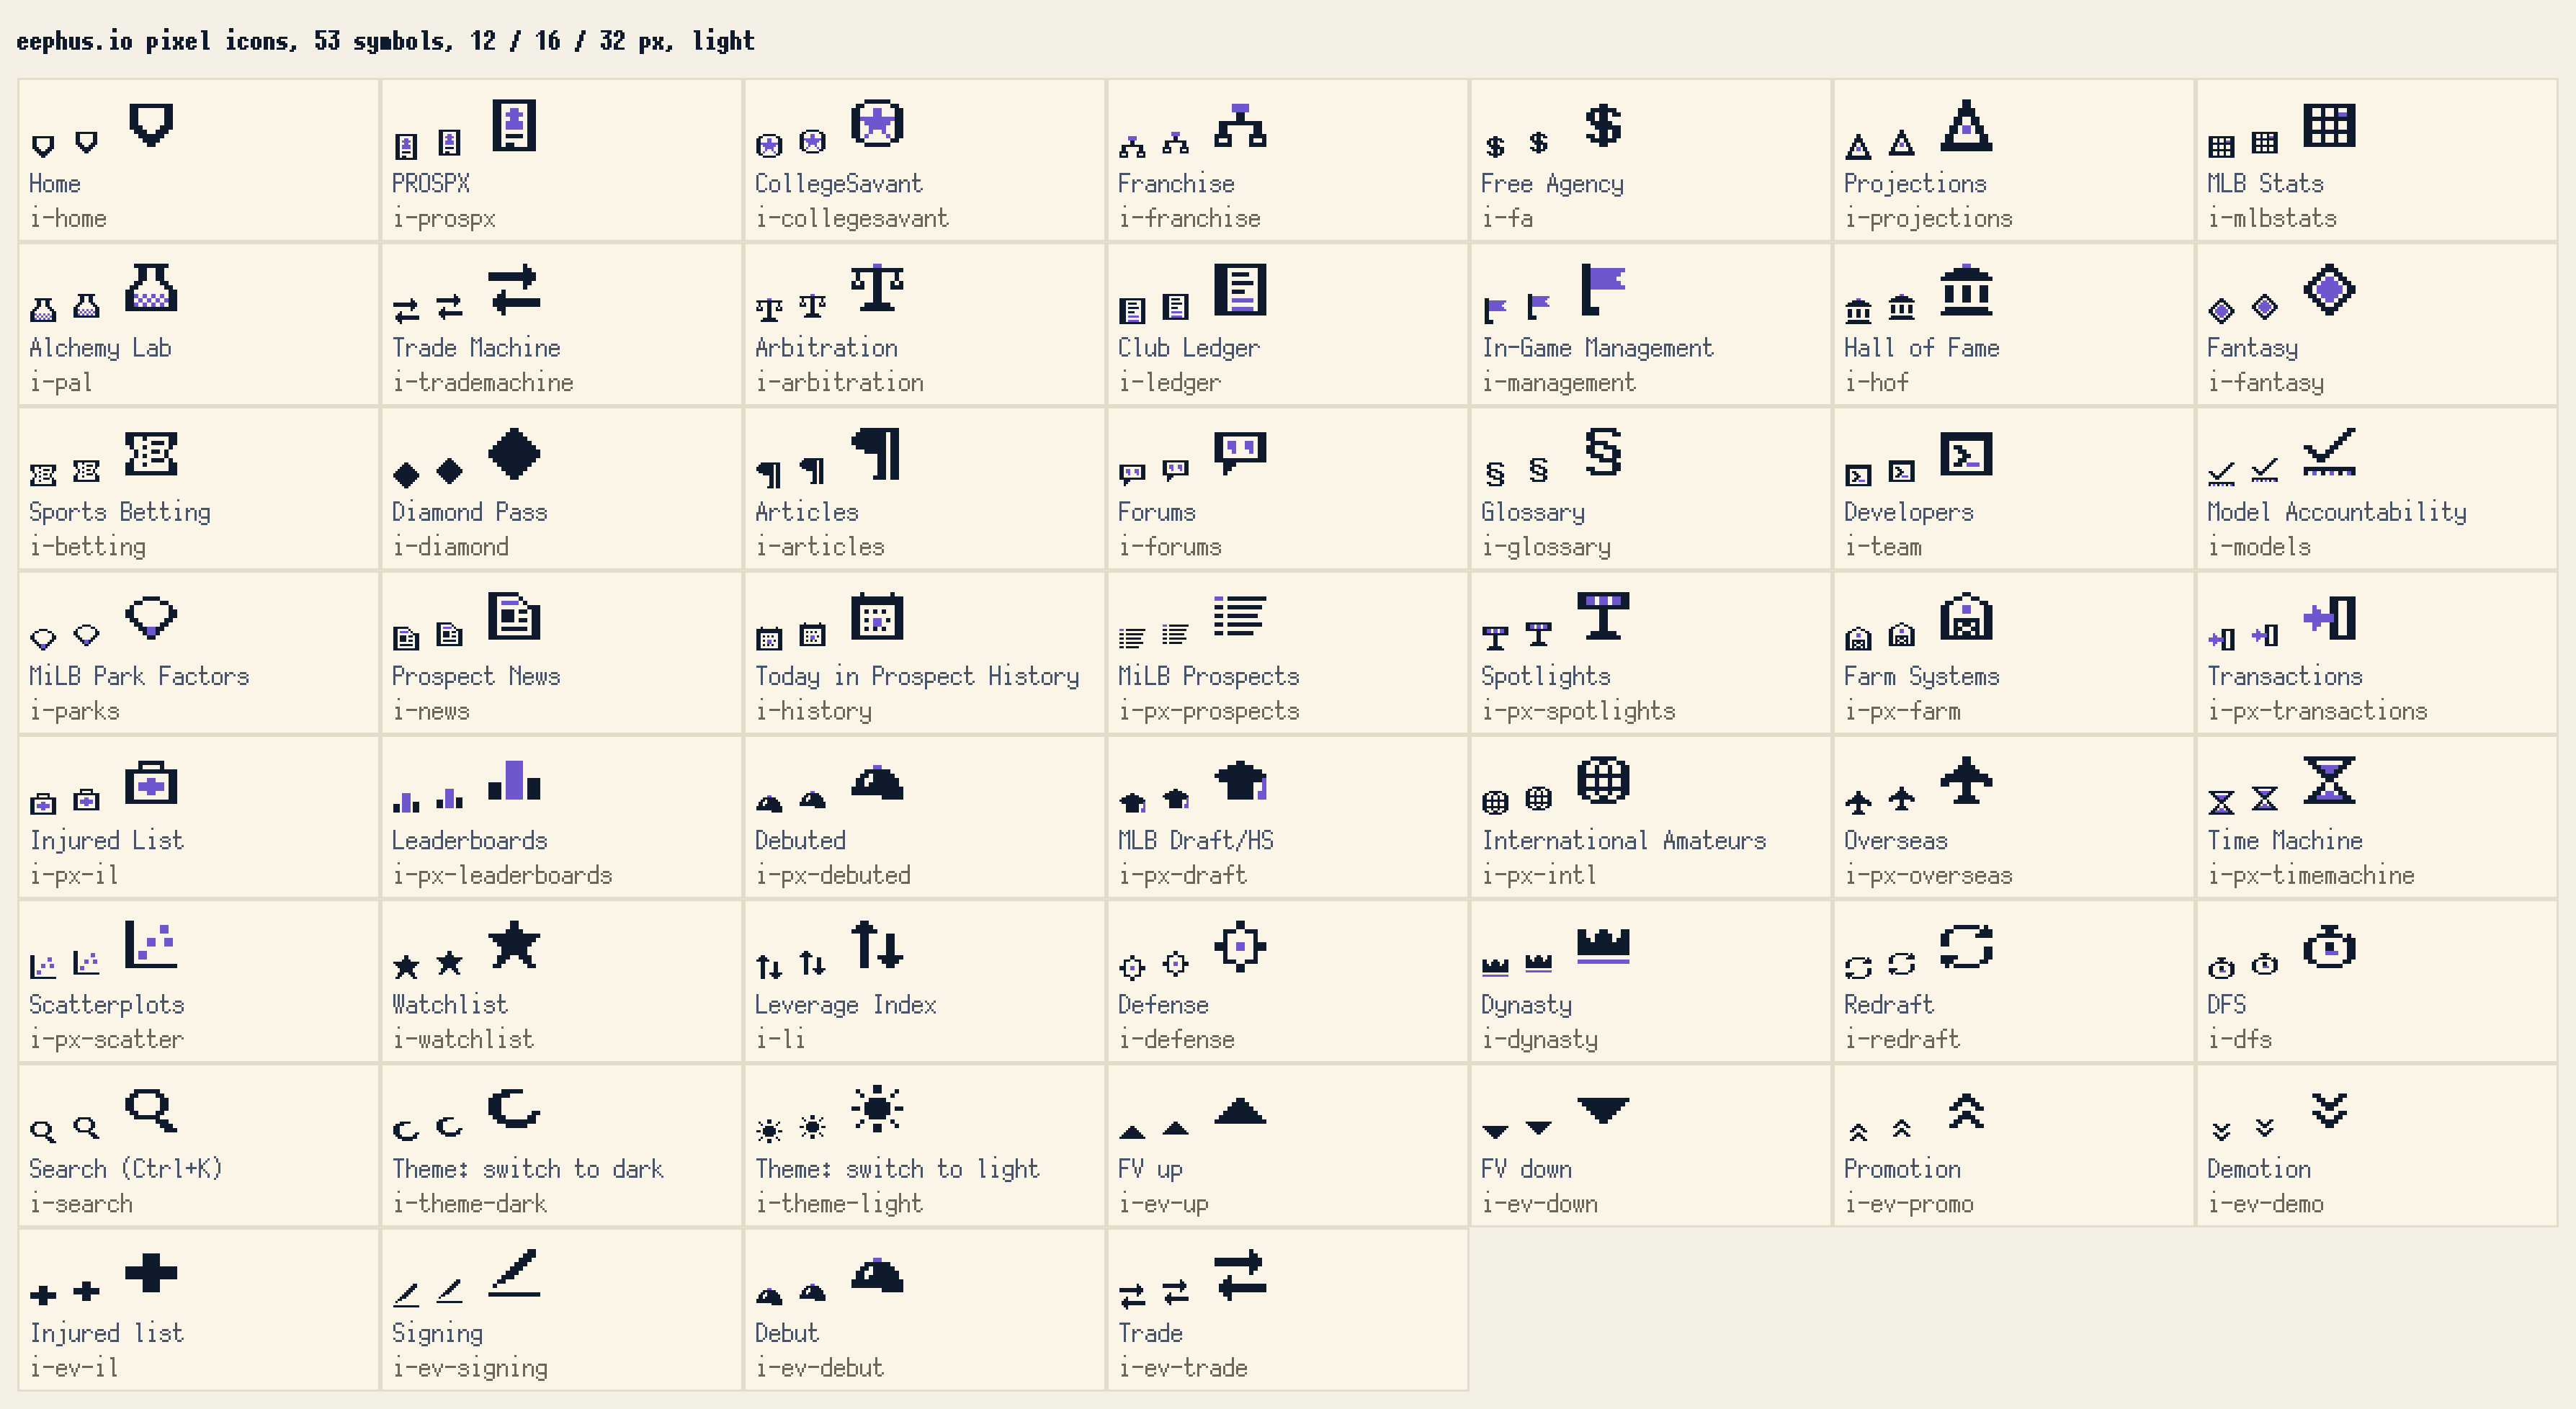 eephus.io pixel icons, 53 symbols, 12 / 16 / 32 px, light
Home
i-home
PROSPX
i-prospx
CollegeSavant
i-collegesavant
Franchise
i-franchise
Free Agency
i-fa
Projections
i-projections
MLB Stats
i-mlbstats
Alchemy Lab
i-pal
Trade Machine
i-trademachine
Arbitration
i-arbitration
Club Ledger
i-ledger
In-Game Management
i-management
Hall of Fame
i-hof
Fantasy
i-fantasy
Sports Betting
i-betting
Diamond Pass
i-diamond
Articles
i-articles
Forums
i-forums
Glossary
i-glossary
Developers
i-team
Model Accountability
i-models
MiLB Park Factors
i-parks
Prospect News
i-news
Today in Prospect History
i-history
MiLB Prospects
i-px-prospects
Spotlights
i-px-spotlights
Farm Systems
i-px-farm
Transactions
i-px-transactions
Injured List
i-px-il
Leaderboards
i-px-leaderboards
Debuted
i-px-debuted
MLB Draft/HS
i-px-draft
International Amateurs
i-px-intl
Overseas
i-px-overseas
Time Machine
i-px-timemachine
Scatterplots
i-px-scatter
Watchlist
i-watchlist
Leverage Index
i-li
Defense
i-defense
Dynasty
i-dynasty
Redraft
i-redraft
DFS
i-dfs
Search (Ctrl+K)
i-search
Theme: switch to dark
i-theme-dark
Theme: switch to light
i-theme-light
FV up
i-ev-up
FV down
i-ev-down
Promotion
i-ev-promo
Demotion
i-ev-demo
Injured list
i-ev-il
Signing
i-ev-signing
Debut
i-ev-debut
Trade
i-ev-trade